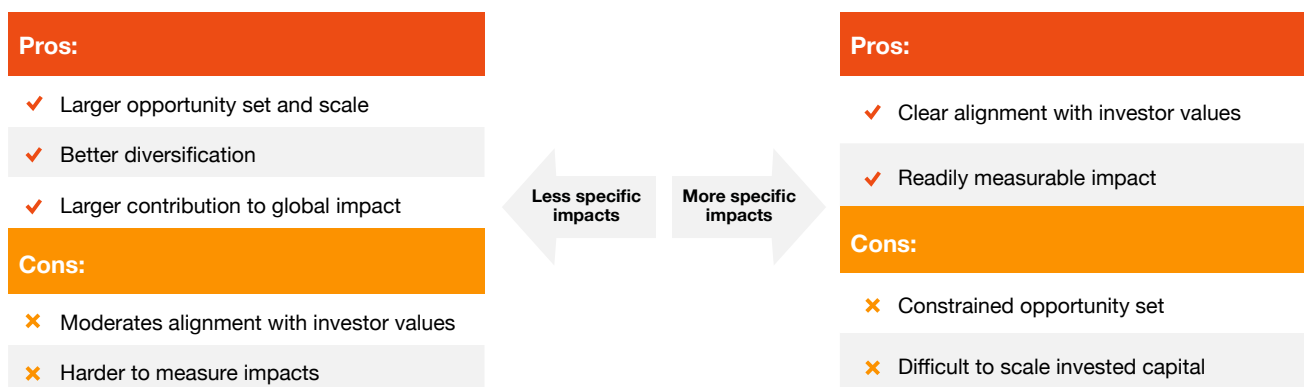 Pros:
Larger opportunity set and scale
Better diversification
Larger contribution to global impact
Cons:
Moderates alignment with investor values
Harder to measure impacts
Less specific
impacts
More specific
impacts
Pros:
Clear alignment with investor values
Readily measurable impact
Cons:
Constrained opportunity set
Difficult to scale invested capital